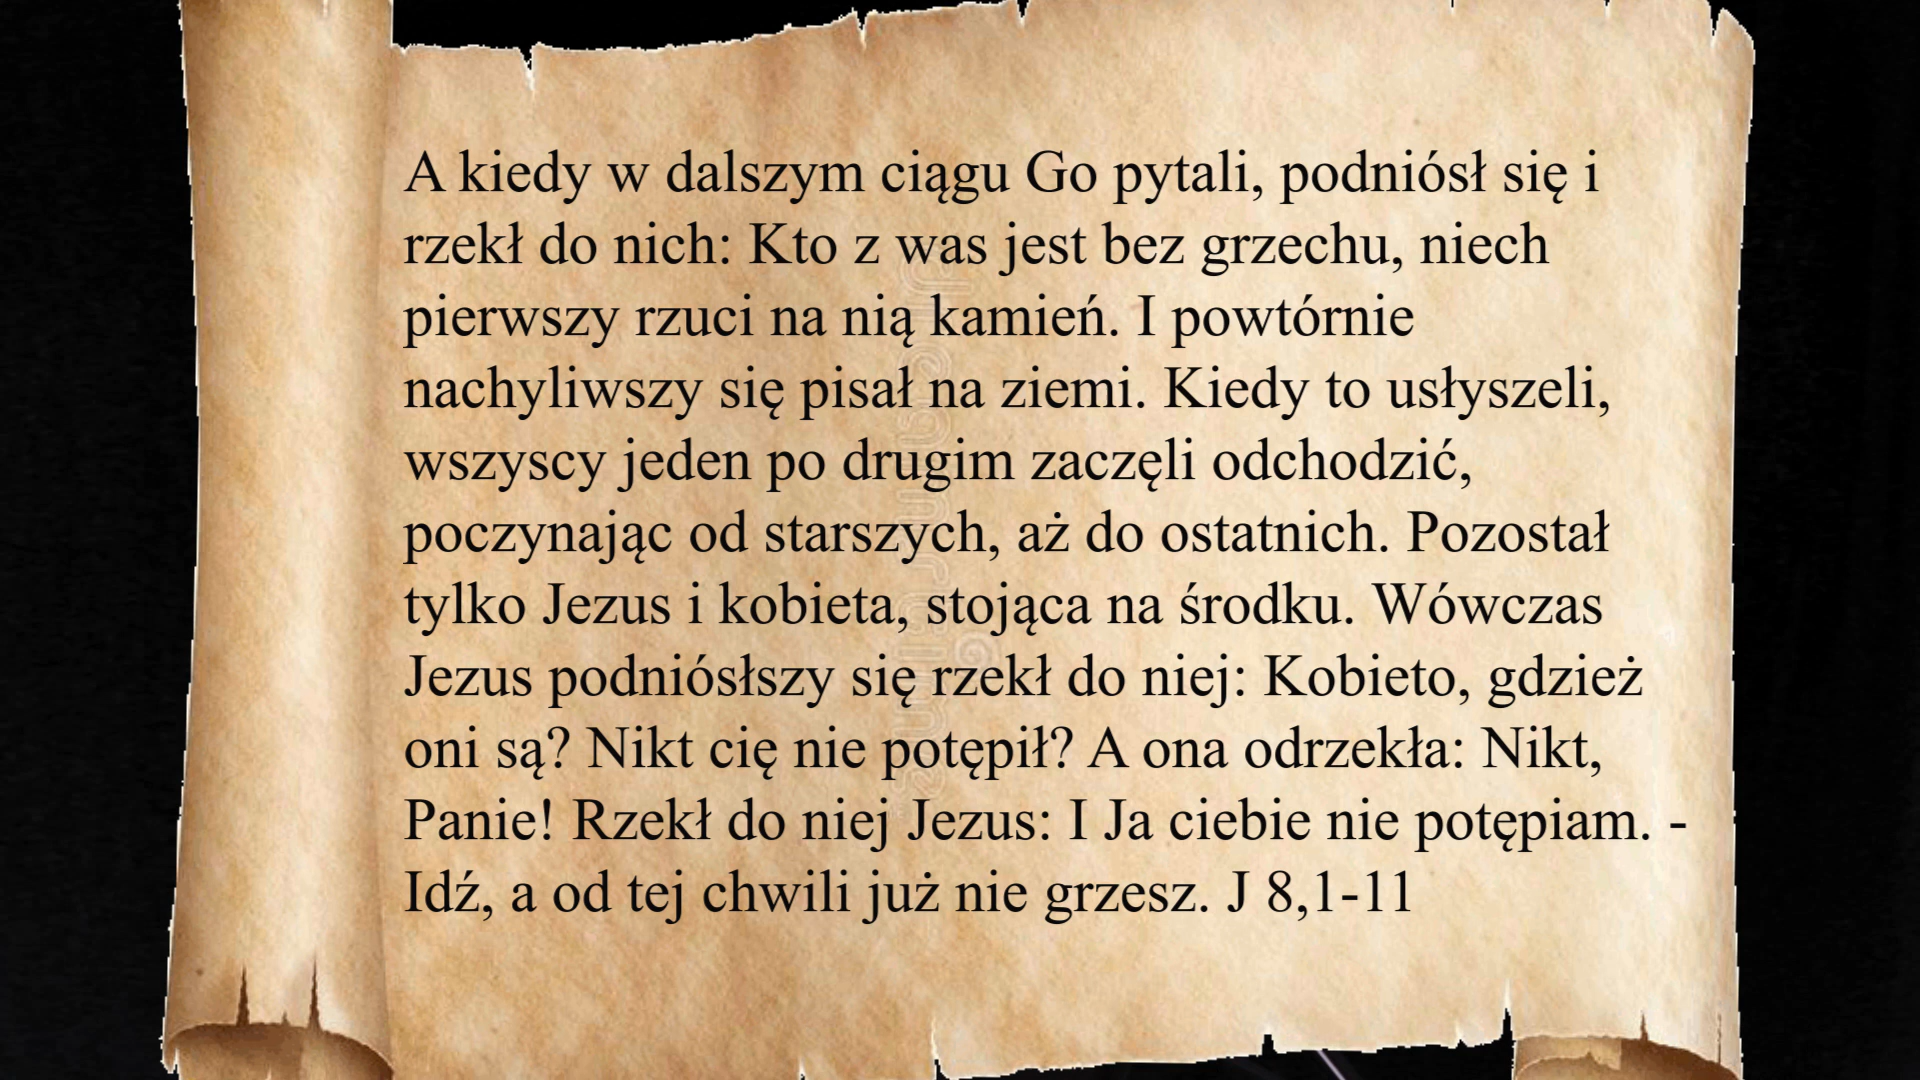 A kiedy w dalszym ciągu Go pytali, podniósł się i
rzekł do nich: Kto z was jest bez grzechu, niech
pierwszy rzuci na nią kamień. I powtórnie
nachyliwszy się pisał na ziemi. Kiedy to usłyszeli,
wszyscy jeden po drugim zaczęli odchodzić,
poczynając od starszych, aż do ostatnich. Pozostał
tylko Jezus i kobieta, stojąca na środku. Wówczas
Jezus podniósłszy się rzekł do niej: Kobieto, gdzież
oni są? Nikt cię nie potępił? A ona odrzekła: Nikt,
Panie! Rzekł do niej Jezus: I Ja ciebie nie potępiam. -
Idź, a od tej chwili już nie grzesz. J 8,1-11